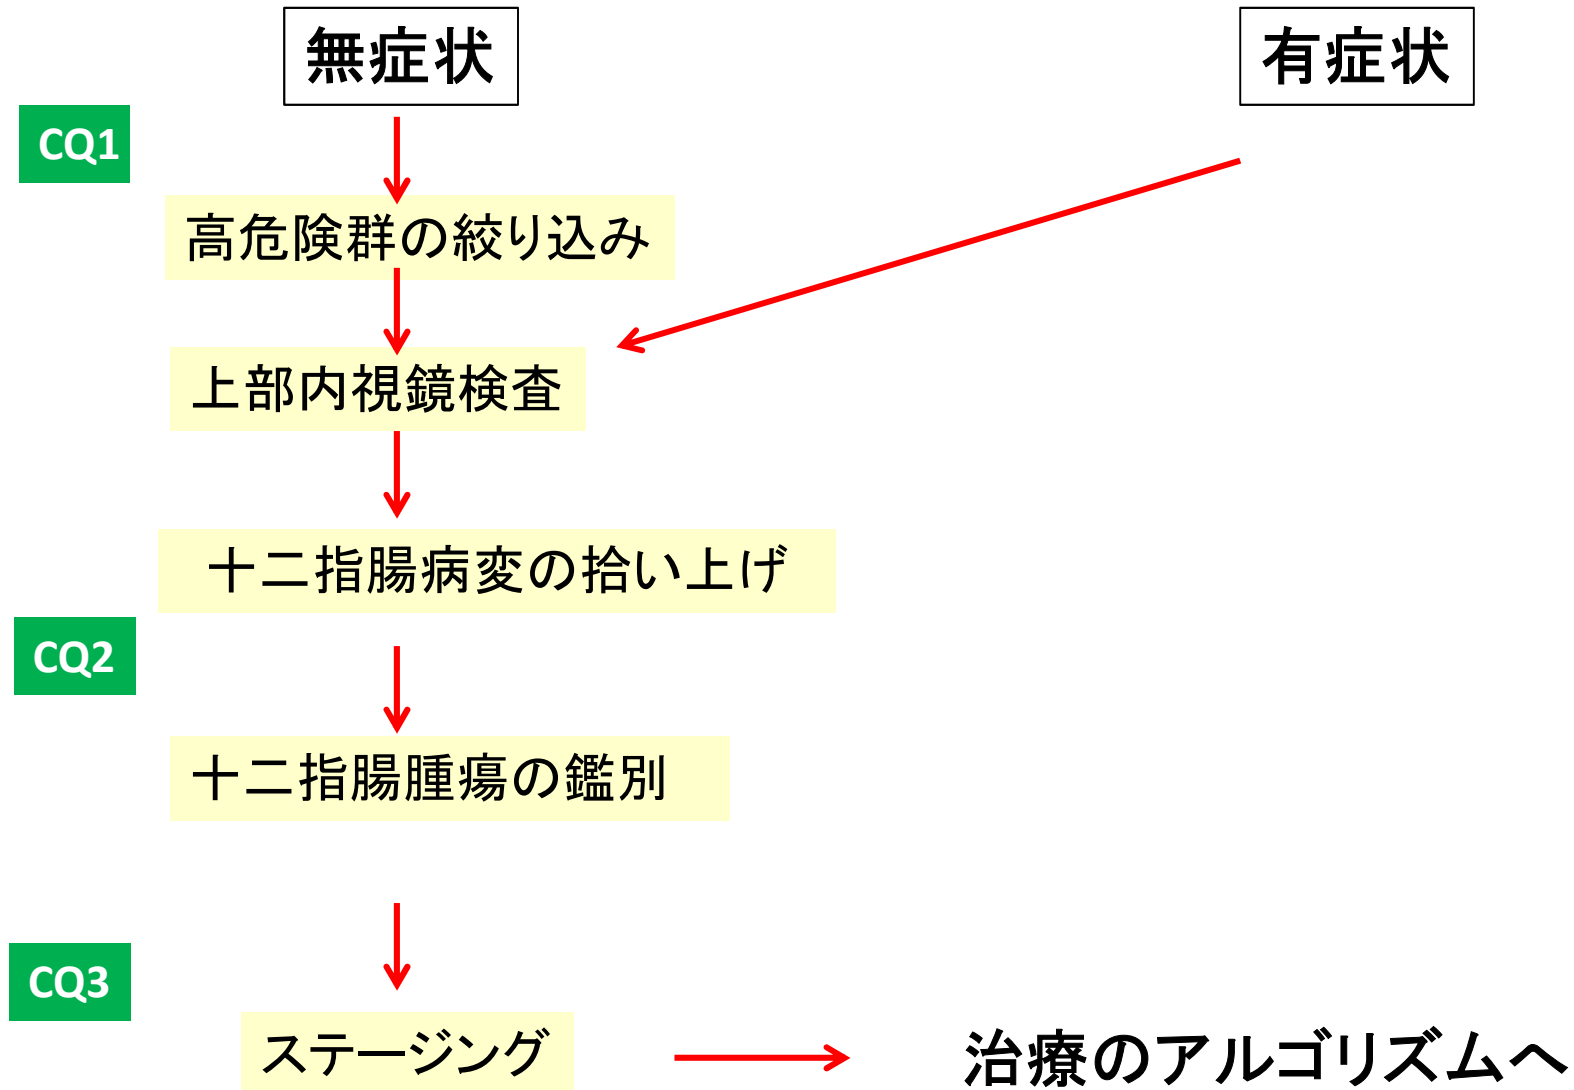 無症状
有症状
CQ1
高危険群の絞り込み
上部内視鏡検査
十二指腸病変の拾い上げ
CQ2
十二指腸腫瘍の鑑別
CQ3
ステージング
治療のアルゴリズムへ